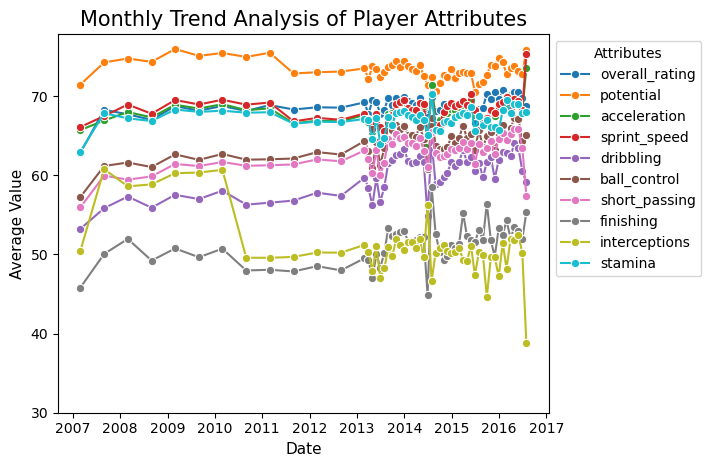 Monthly Trend Analysis of Player Attributes
Average Value
70
60
50
40
30
2007 2008 2009 2010 2011 2012 2013 2014 2015 2016 2017
Date
Attributes
overall_rating
potential
acceleration
sprint_speed
dribbling
ball_control
short_passing
finishing
interceptions
stamina